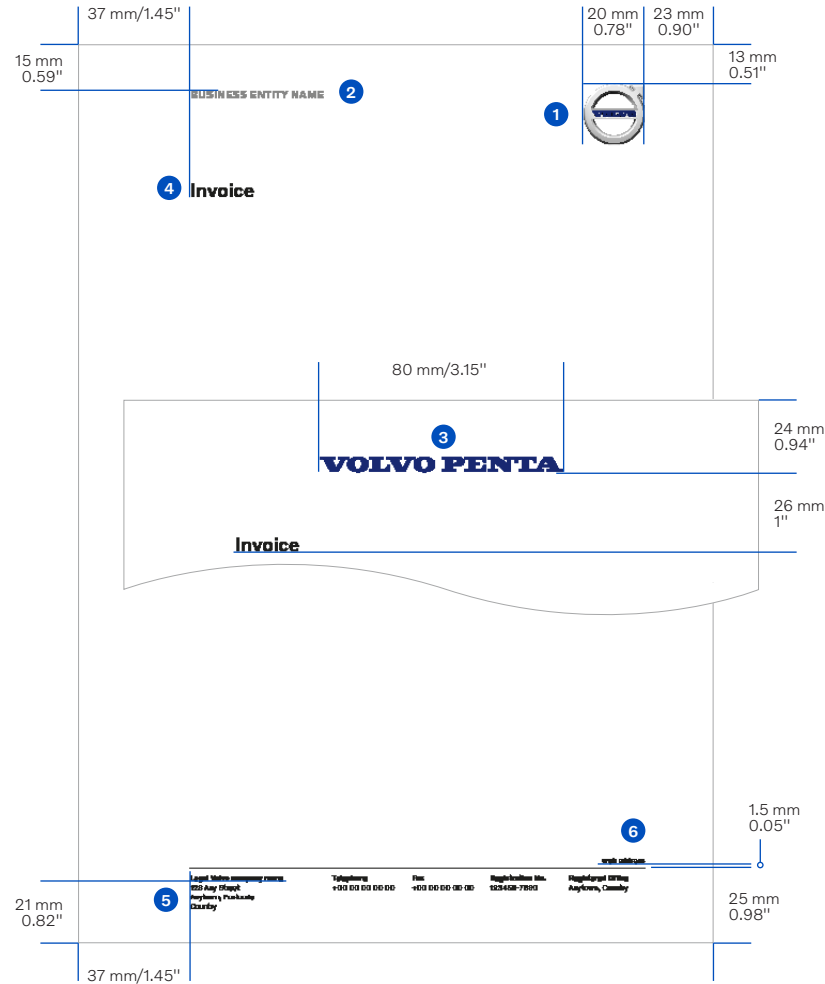 37 mm/1.45"
20 mm
0.78"
23 mm
0.90"
15 mm
0.59"
13 mm
0.51"
BUSINESS ENTITY NAME
2
1
VOLVO
4
Invoice
80 mm/3.15"
3
VOLVO PENTA
24 mm
0.94"
26 mm
1"
Invoice
6
1.5 mm
0.05"
web address
Legal Volvo company name
Telephone
Fax
Registration No.
Registered Office
123 Any Street
+00 00 00 00 00
+00 00 00 00 00
123456-7890
Anytown, Country
Anytown, Postcode
Country
5
21 mm
0.82"
25 mm
0.98"
37 mm/1.45"